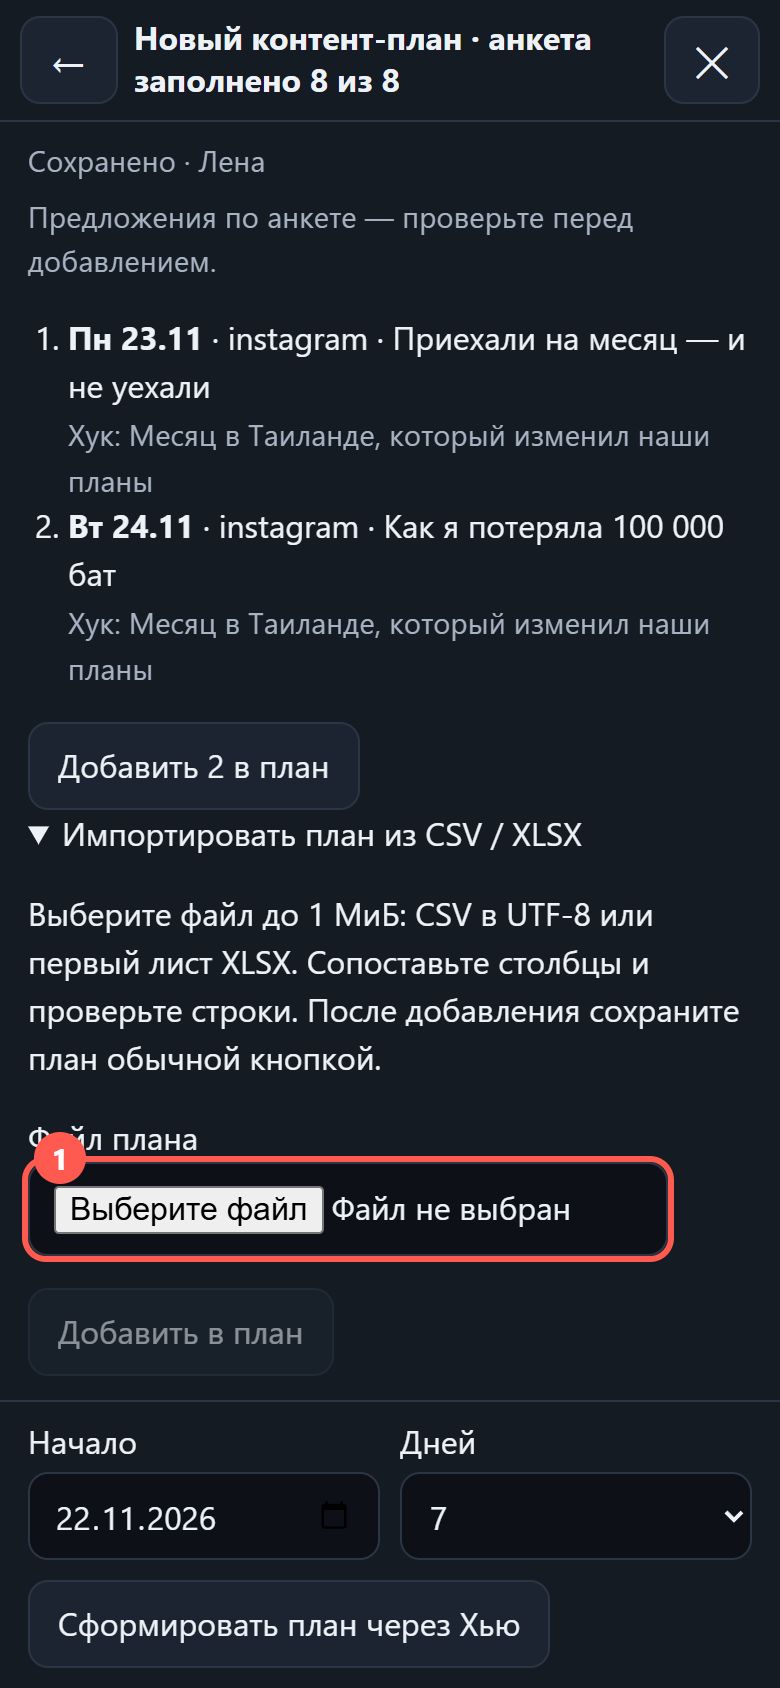 ←
Новый контент-план · анкета
заполнено 8 из 8
Сохранено · Лена
Предложения по анкете — проверьте перед
добавлением.
1. Пн 23.11 · instagram · Приехали на месяц — и
не уехали
Хук: Месяц в Таиланде, который изменил наши
планы
2. Вт 24.11 · instagram · Как я потеряла 100 000
бат
Хук: Месяц в Таиланде, который изменил наши
планы
Добавить 2 в план
▼ Импортировать план из CSV / XLSX
Выберите файл до 1 МиБ: CSV в UTF-8 или
первый лист XLSX. Сопоставьте столбцы и
проверьте строки. После добавления сохраните
план обычной кнопкой.
Файл плана
1
Выберите файл Файл не выбран
Добавить в план
Начало Дней
22.11.2026 7
Сформировать план через Хью